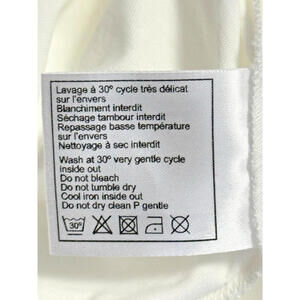 Lavage à 30° cycle très délicat
sur l'envers
Blanchiment interdit
Séchage tambour interdit
Repassage basse température
sur l'envers
Nettoyage à sec interdit
Wash at 30° very gentle cycle
inside out
Do not bleach
Do not tumble dry
Cool iron inside out
Do not dry clean P gentle
30°